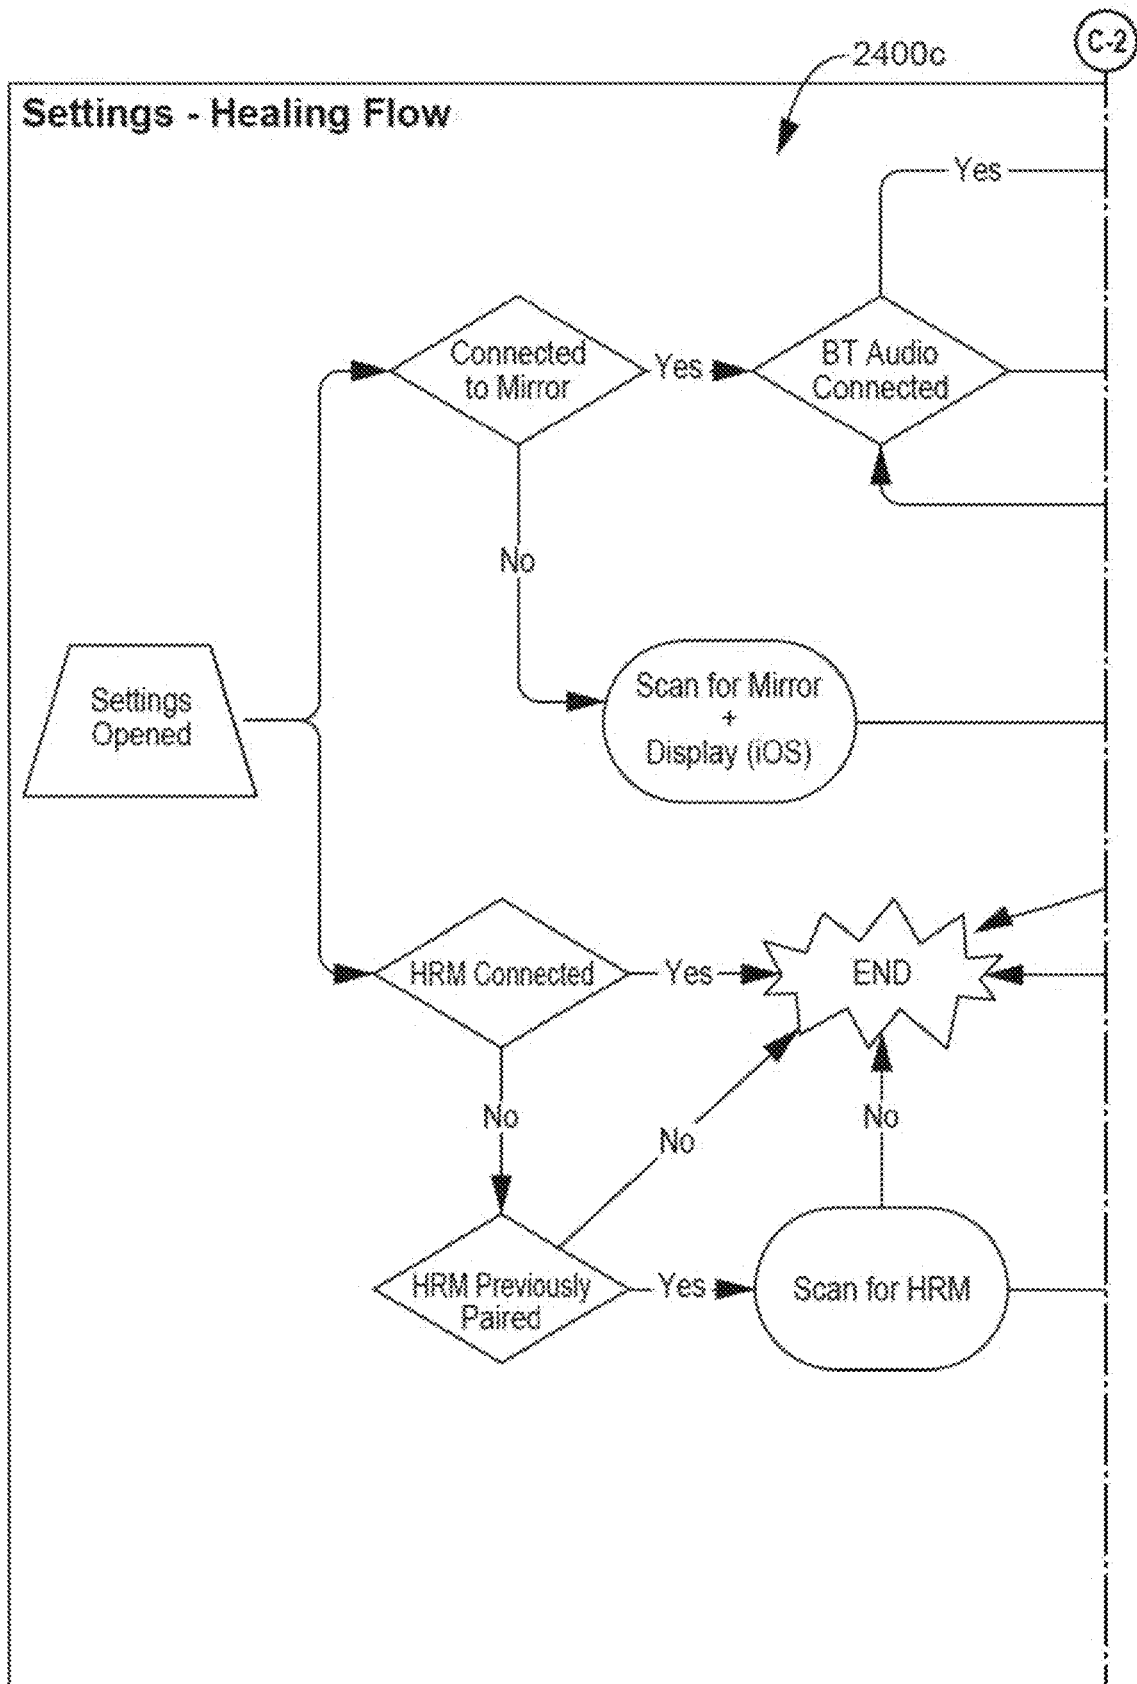 C-2
2400c
Settings - Healing Flow
Yes
Connected
to Mirror
Yes
BT Audio
Connected
No
Settings
Opened
Scan for Mirror
+
Display (iOS)
HRM Connected
Yes
END
No
No
No
HRM Previously
Paired
Yes
Scan for HRM